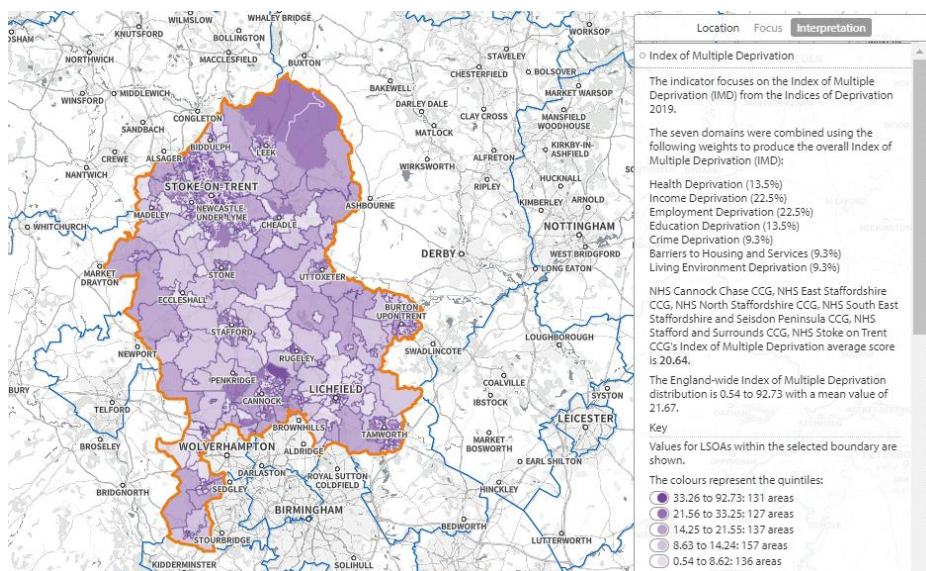 WILMSLOW
WHALEY BRIDGE
WORKSOP
KNUTSFORD
BOLLINGTON
NORTHWICH
MACCLESFIELD
BUXTON
STAVELEY
CHESTERFIELD
BOLSOVER
WINSFORD
MIDDLEWICH
BAKEWELL
MARKET WARSOP
CONGLETON
DARLEY DALE
CLAY CROSS
MANSFIELD
WOODHOUSE
SANDBACH
BIDDULPH
LEEK
MATLOCK
KIRKBY-IN-
ASHFIELD
CREWE
ALSAGER
WIRKSWORTH
ALFRETON
NANTWICH
STOKE-ON-TRENT
RIPLEY
HUCKNALL
NEWCASTLE-
UNDER-LYME
ASHBOURNE
KIMBERLEY
ARNOLD
MADELEY
CHEADLE
WHITCHURCH
NOTTINGHAM
DERBY
WEST BRIDGFORD
MARKET
DRAYTON
STONE
UTTOXETER
LONG EATON
ECCLESHALL
BURTON
UPON TRENT
STAFFORD
LOUGHBOROUGH
NEWPORT
RUGELEY
SWADLINCOTE
PENKRIDGE
LICHFIELD
COALVILLE
SYSTON
TELFORD
CANNOCK
IBSTOCK
LEICESTER
BROSELEY
BROWNHILLS
TAMWORTH
MARKET
BOSWORTH
WOLVERHAMPTON
ALDRIDGE
EARL SHILTON
DARLASTON
ROYAL SUTTON
COLDFIELD
BRIDGNORTH
SEDGLEY
HINCKLEY
BIRMINGHAM
STOURBRIDGE
BEDWORTH
LUTTERWORTH
KIDDERMINSTER
SOLIHULL
Location Focus Interpretation
Index of Multiple Deprivation
The indicator focuses on the Index of Multiple
Deprivation (IMD) from the Indices of Deprivation
2019.
The seven domains were combined using the
following weights to produce the overall Index of
Multiple Deprivation (IMD):
Health Deprivation (13.5%)
Income Deprivation (22.5%)
Employment Deprivation (22.5%)
Education Deprivation (13.5%)
Crime Deprivation (9.3%)
Barriers to Housing and Services (9.3%)
Living Environment Deprivation (9.3%)
NHS Cannock Chase CCG, NHS East Staffordshire
CCG, NHS North Staffordshire CCG, NHS South East
Staffordshire and Seisdon Peninsula CCG, NHS
Stafford and Surrounds CCG, NHS Stoke on Trent
CCG's Index of Multiple Deprivation average score
is 20.64.
The England-wide Index of Multiple Deprivation
distribution is 0.54 to 92.73 with a mean value of
21.67.
Key
Values for LSOAs within the selected boundary are
shown.
The colours represent the quintiles:
33.26 to 92.73: 131 areas
21.56 to 33.25: 127 areas
14.25 to 21.55: 137 areas
8.63 to 14.24: 157 areas
0.54 to 8.62: 136 areas